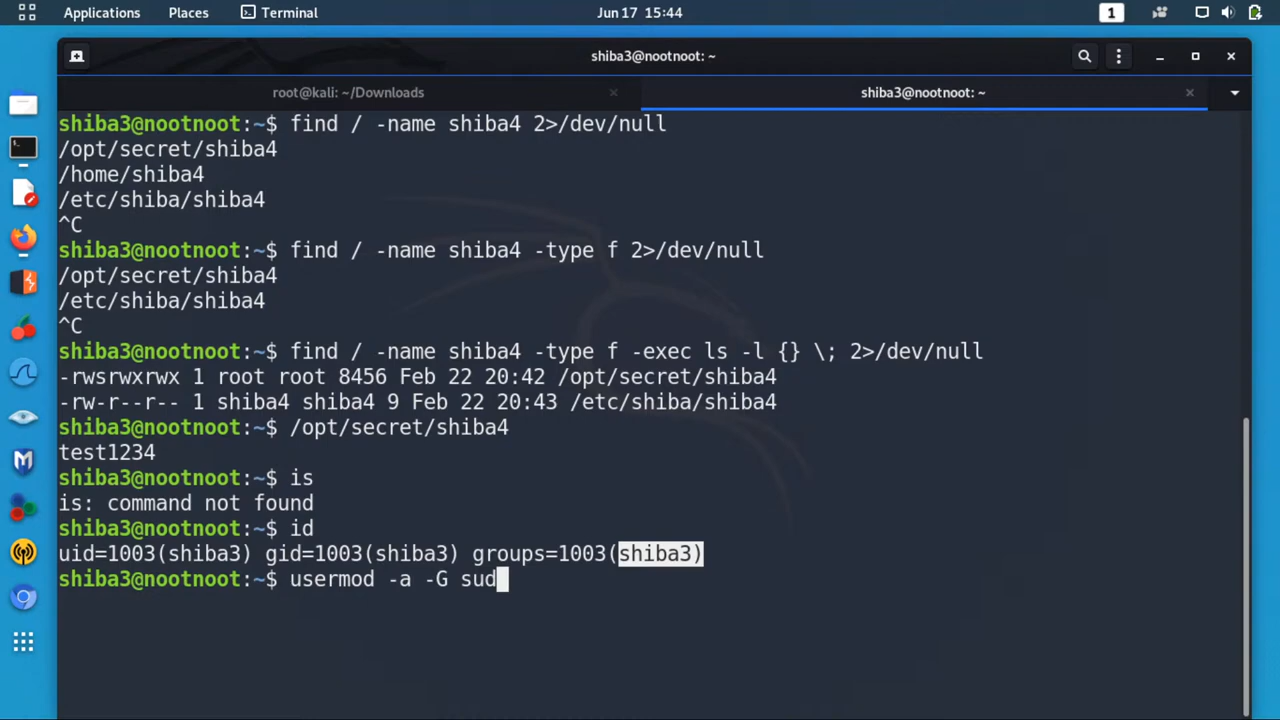 Applications Places Terminal Jun 17 15:44 1
shiba3@nootnoot: ~
root@kali: ~/Downloads shiba3@nootnoot: ~
shiba3@nootnoot:~$ find / -name shiba4 2>/dev/null
/opt/secret/shiba4
/home/shiba4
/etc/shiba/shiba4
^C
shiba3@nootnoot:~$ find / -name shiba4 -type f 2>/dev/null
/opt/secret/shiba4
/etc/shiba/shiba4
^C
shiba3@nootnoot:~$ find / -name shiba4 -type f -exec ls -l {} \; 2>/dev/null
-rwsrwxrwx 1 root root 8456 Feb 22 20:42 /opt/secret/shiba4
-rw-r--r-- 1 shiba4 shiba4 9 Feb 22 20:43 /etc/shiba/shiba4
shiba3@nootnoot:~$ /opt/secret/shiba4
test1234
shiba3@nootnoot:~$ is
is: command not found
shiba3@nootnoot:~$ id
uid=1003(shiba3) gid=1003(shiba3) groups=1003(shiba3)
shiba3@nootnoot:~$ usermod -a -G sud